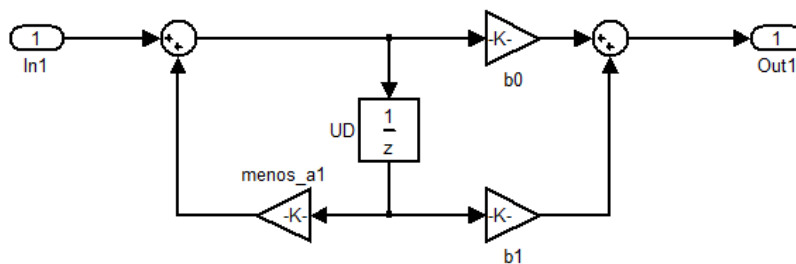 1
In1
+
+
-K-
b0
+
+
1
Out1
UD
1
z
menos_a1
-K-
-K-
b1